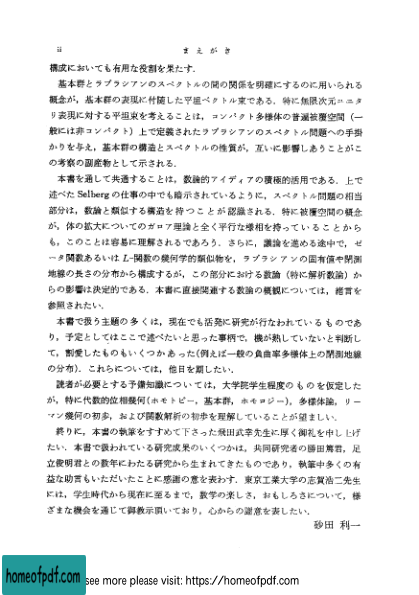 ii まえがき
構成においても有用な役割を果たす.
基本群とラプラシアンのスペクトルの間の関係を明確にするのに用いられる
概念が，基本群の表現に付随した平坦ベクトル束である．特に無限次元ユニタ
リ表現に対する平坦束を考えることは，コンパクト多様体の普遍被覆空間（一
般には非コンパクト）上で定義されたラプラシアンのスペクトル問題への手掛
かりを与え，基本群の構造とスペクトルの性質が，互いに影響しあうことがこ
の考察の副産物として示される．
本書を通して共通することは，数論的アイディアの積極的活用である．上で
述べた Selberg の仕事の中でも暗示されているように，スペクトル問題の相当
部分は，数論と類似する構造を持つことが認識される．特に被覆空間の概念
が，体の拡大についてのガロア理論と全く平行な様相を持っていることから
も，このことは容易に理解されるであろう．さらに，議論を進める途中で，ゼ
ータ関数あるいは L-関数の幾何学的類似物を，ラプラシアンの固有値や閉測
地線の長さの分布から構成するが，この部分における数論（特に解析数論）か
らの影響は決定的である．本書に直接関連する数論の概観については，緒言を
参照されたい．
本書で扱う主題の多くは，現在でも活発に研究が行なわれているものであ
り，予定としてはここで述べたいと思った事柄で，機が熟していないと判断し
て，割愛したものもいくつかあった（例えば一般の負曲率多様体上の閉測地線
の分布）．これらについては，他日を期したい．
読者が必要とする予備知識については，大学院学生程度のものを仮定した
が，特に代数的位相幾何（ホモトピー，基本群，ホモロジー），多様体論，リー
マン幾何の初歩，および関数解析の初歩を理解していることが望ましい．
終りに，本書の執筆をすすめて下さった飛田武幸先生に厚く御礼を申し上げ
たい．本書で扱われている研究成果のいくつかは，共同研究者の勝田篤君，足
立俊明君との数年にわたる研究から生まれてきたものであり，執筆中多くの有
益な助言もいただいたことに感謝の意を表わす．東京工業大学の志賀浩二先生
には，学生時代から現在に至るまで，数学の楽しさ，おもしろさについて，様
ざまな機会を通じて御教示頂いており，心からの謝意を表したい．
砂田 利一
homeofpdf.com
see more please visit: https://homeofpdf.com